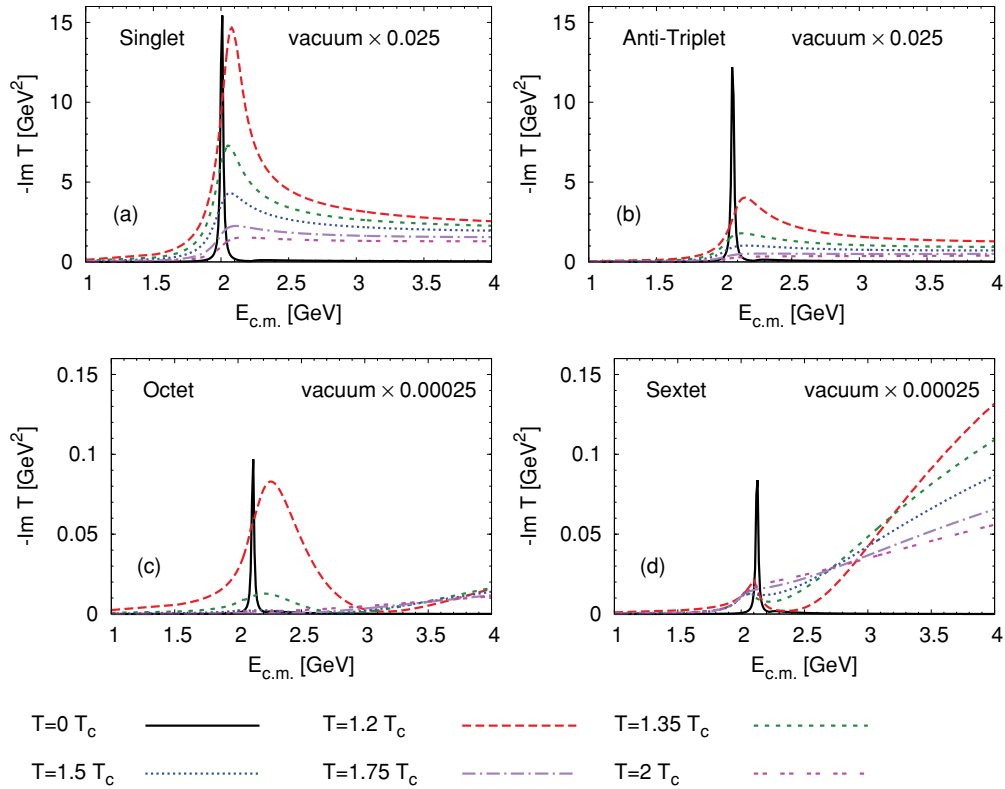 Singlet vacuum × 0.025
(a)
-Im T [GeV²]
15
10
5
0
1 1.5 2 2.5 3 3.5 4
E_c.m. [GeV]
Anti-Triplet vacuum × 0.025
(b)
-Im T [GeV²]
15
10
5
0
1 1.5 2 2.5 3 3.5 4
E_c.m. [GeV]
Octet vacuum × 0.00025
(c)
-Im T [GeV²]
0.15
0.1
0.05
0
1 1.5 2 2.5 3 3.5 4
E_c.m. [GeV]
Sextet vacuum × 0.00025
(d)
-Im T [GeV²]
0.15
0.1
0.05
0
1 1.5 2 2.5 3 3.5 4
E_c.m. [GeV]
T=0 T_c T=1.2 T_c T=1.35 T_c
T=1.5 T_c T=1.75 T_c T=2 T_c